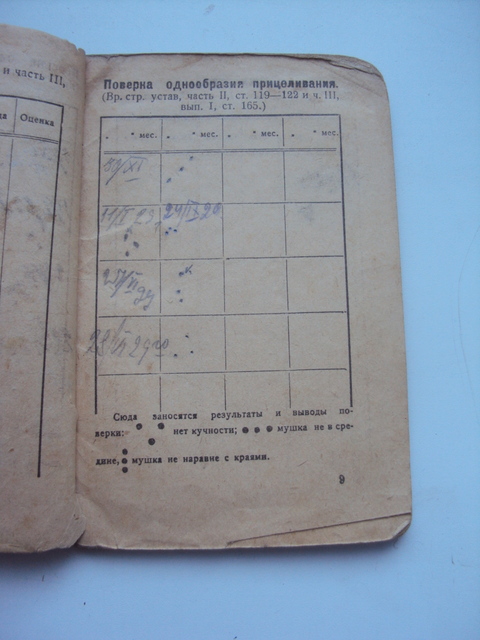 и часть III,
Оценка
Поверка однообразия прицеливания.
(Вр. стр. устав, часть II, ст. 119—122 и ч. III,
вып. I, ст. 165.)
„ " мес. „ " мес. „ " мес. „ " мес.
Сюда заносятся результаты и выводы по-
верки: нет кучности; мушка не в сре-
дине, мушка не наравне с краями.
9